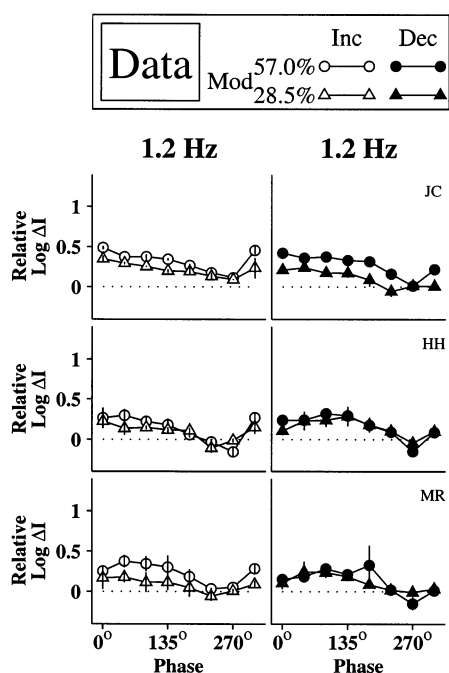 Inc Dec
Data
Mod
57.0%
28.5%
1.2 Hz 1.2 Hz
JC
Relative
Log ΔI
1
0.5
0
HH
Relative
Log ΔI
1
0.5
0
MR
Relative
Log ΔI
1
0.5
0
0° 135° 270° 0° 135° 270°
Phase Phase